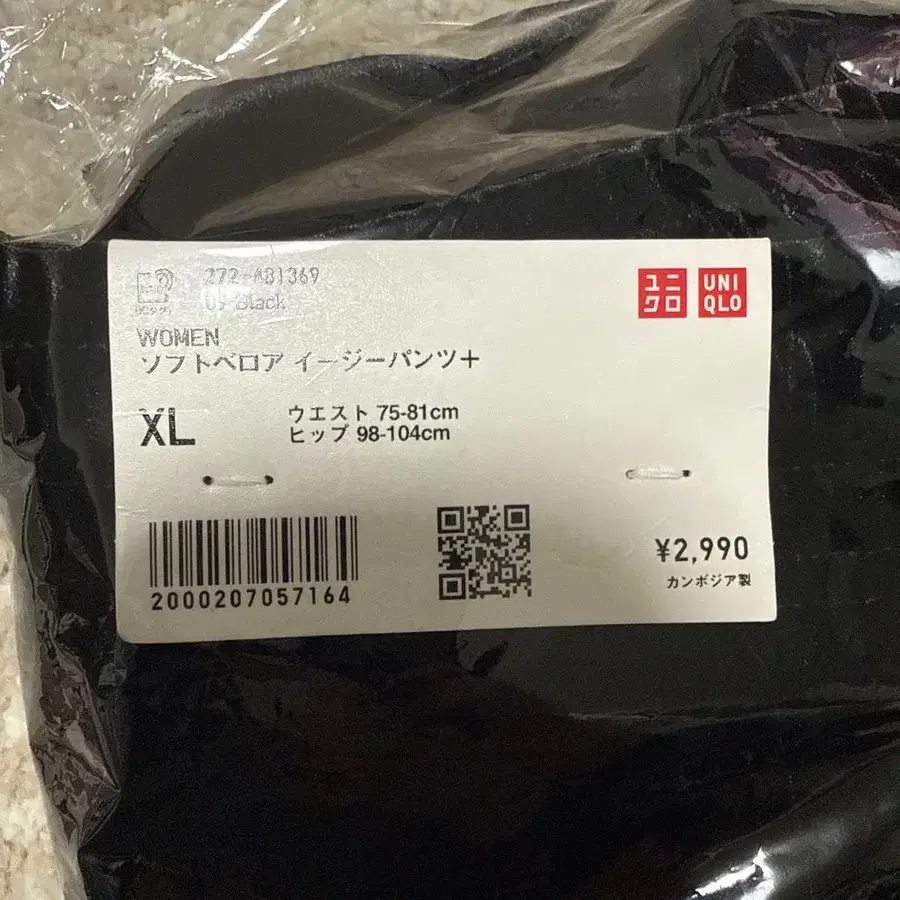 272-481369
09 Black
ユニクロ
UNIQLO
WOMEN
ソフトベロア イージーパンツ+
XL
ウエスト 75-81cm
ヒップ 98-104cm
2000207057164
¥2,990
カンボジア製